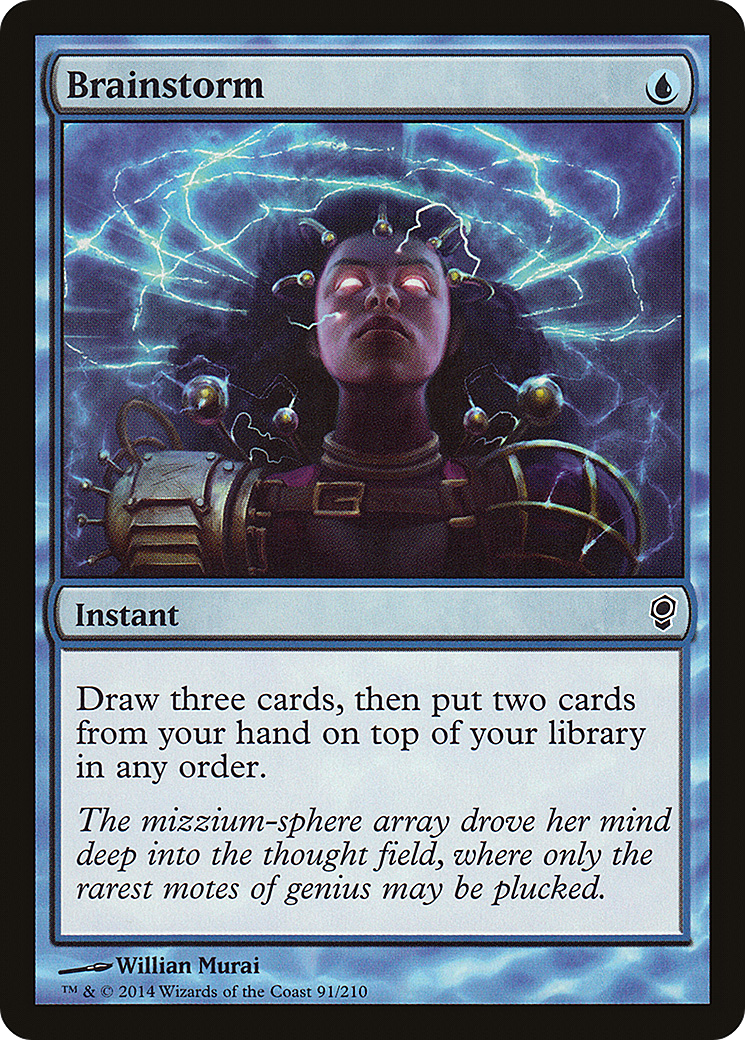 Brainstorm
Instant
Draw three cards, then put two cards
from your hand on top of your library
in any order.
The mizzium-sphere array drove her mind
deep into the thought field, where only the
rarest motes of genius may be plucked.
Willian Murai
™ & © 2014 Wizards of the Coast 91/210